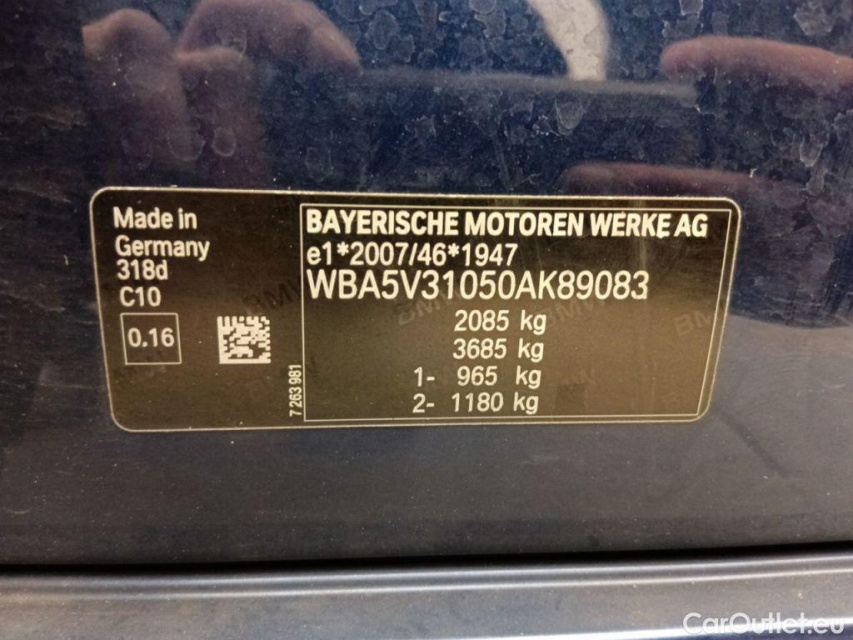 Made in
Germany
318d
C10
0.16
7 263 981
BAYERISCHE MOTOREN WERKE AG
e1*2007/46*1947
WBA5V31050AK89083
2085 kg
3685 kg
1- 965 kg
2- 1180 kg
CarOutlet.eu